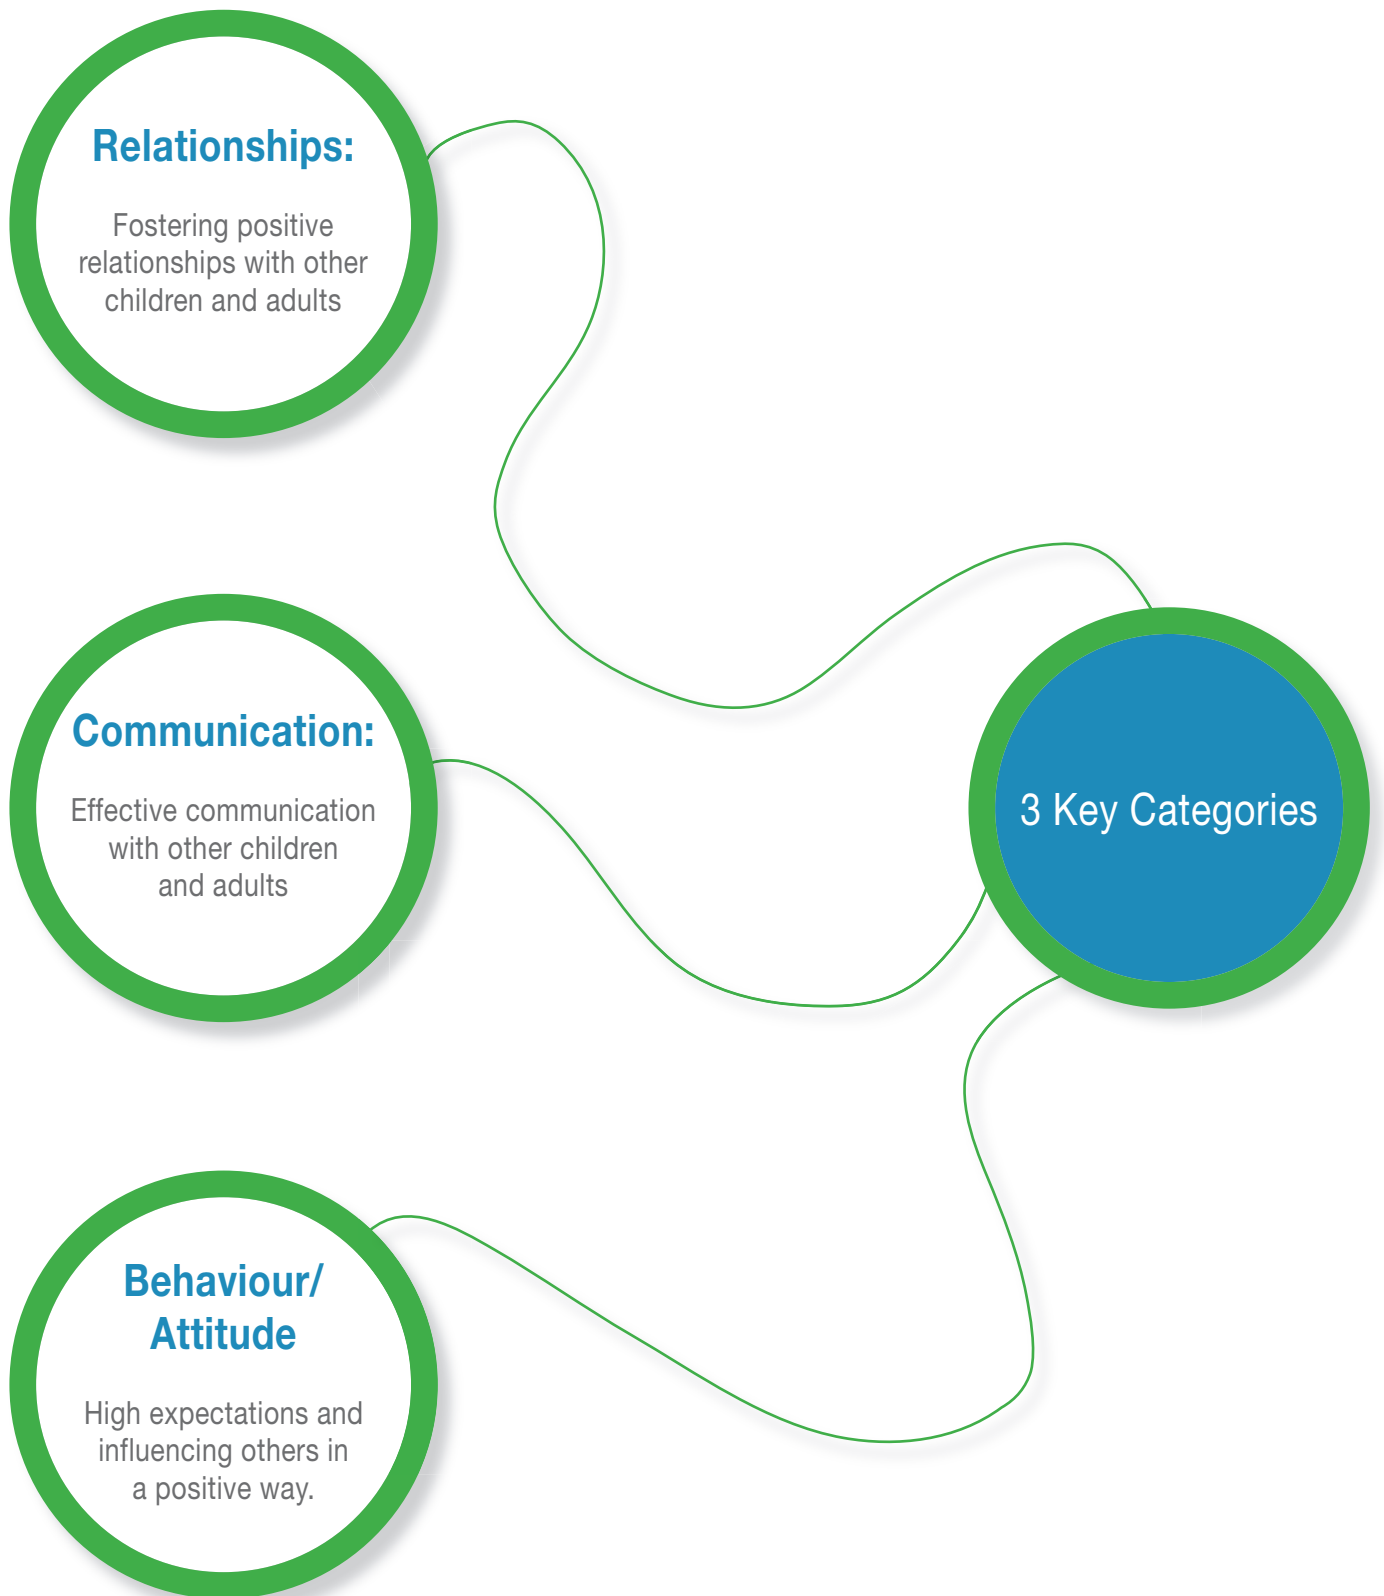 Relationships:
Fostering positive
relationships with other
children and adults
Communication:
Effective communication
with other children
and adults
3 Key Categories
Behaviour/
Attitude
High expectations and
influencing others in
a positive way.